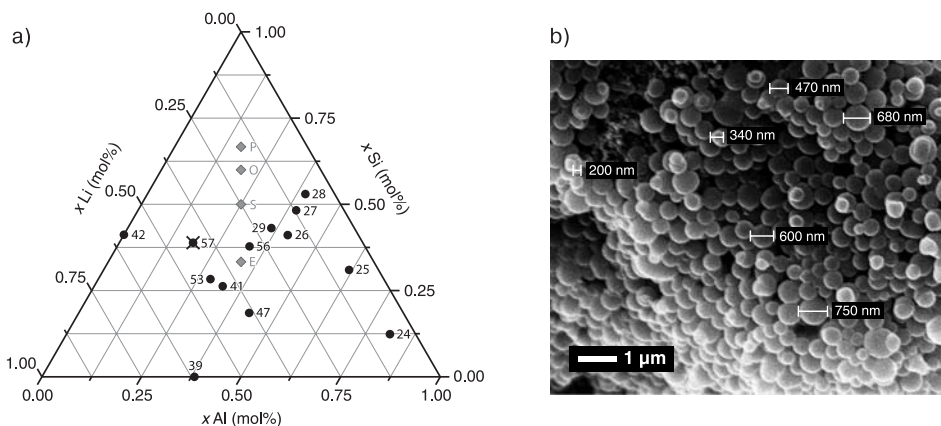 a)
0.00
1.00
0.25
0.75
P
O
x Li (mol%)
x Si (mol%)
28
0.50
S
27
0.50
42
29
26
57
56
E
25
0.75
53
41
0.25
47
24
1.00
39
0.00
0.00
0.25
0.50
0.75
1.00
x Al (mol%)
b)
470 nm
680 nm
340 nm
200 nm
600 nm
750 nm
1 µm